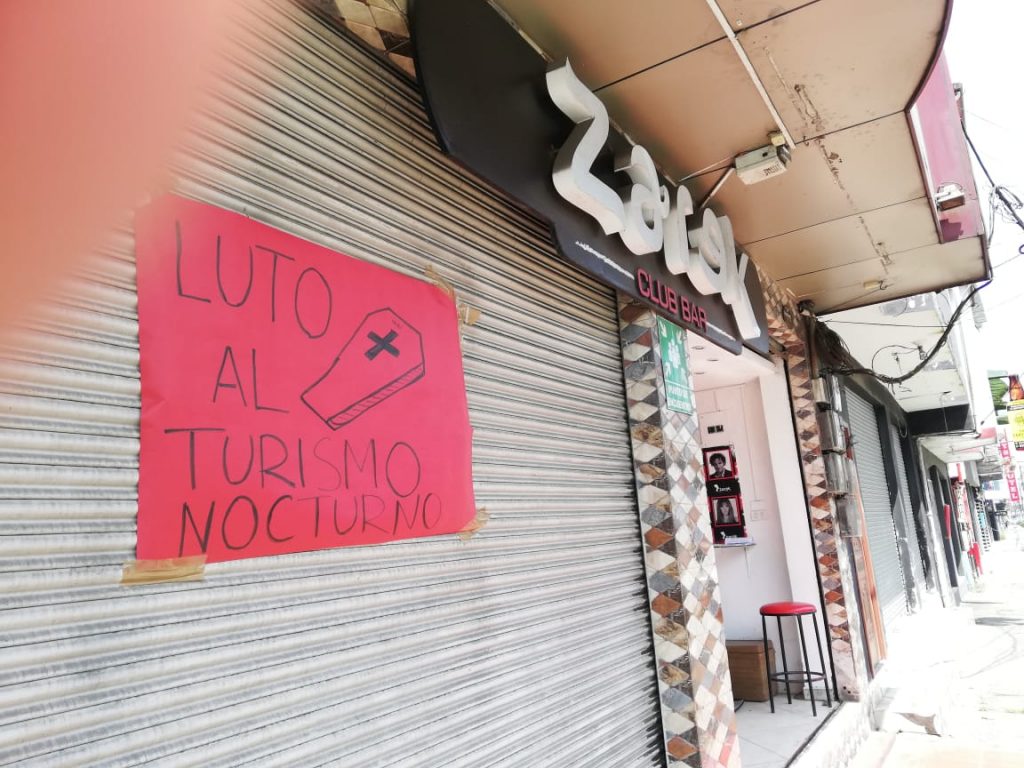 LUTO
AL
TURISMO
NOCTURNO
Zarek
CLUB BAR